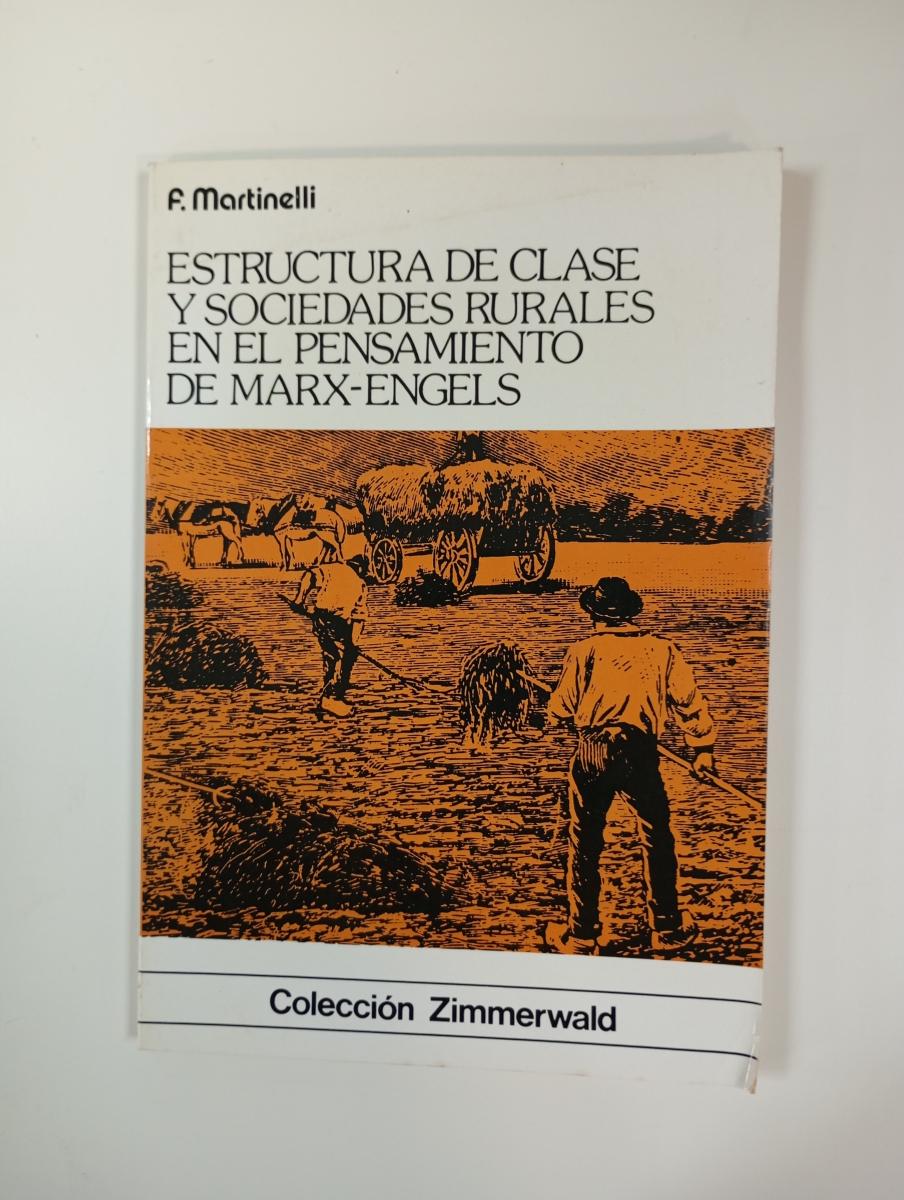 F. Martinelli
ESTRUCTURA DE CLASE
Y SOCIEDADES RURALES
EN EL PENSAMIENTO
DE MARX-ENGELS
Colección Zimmerwald